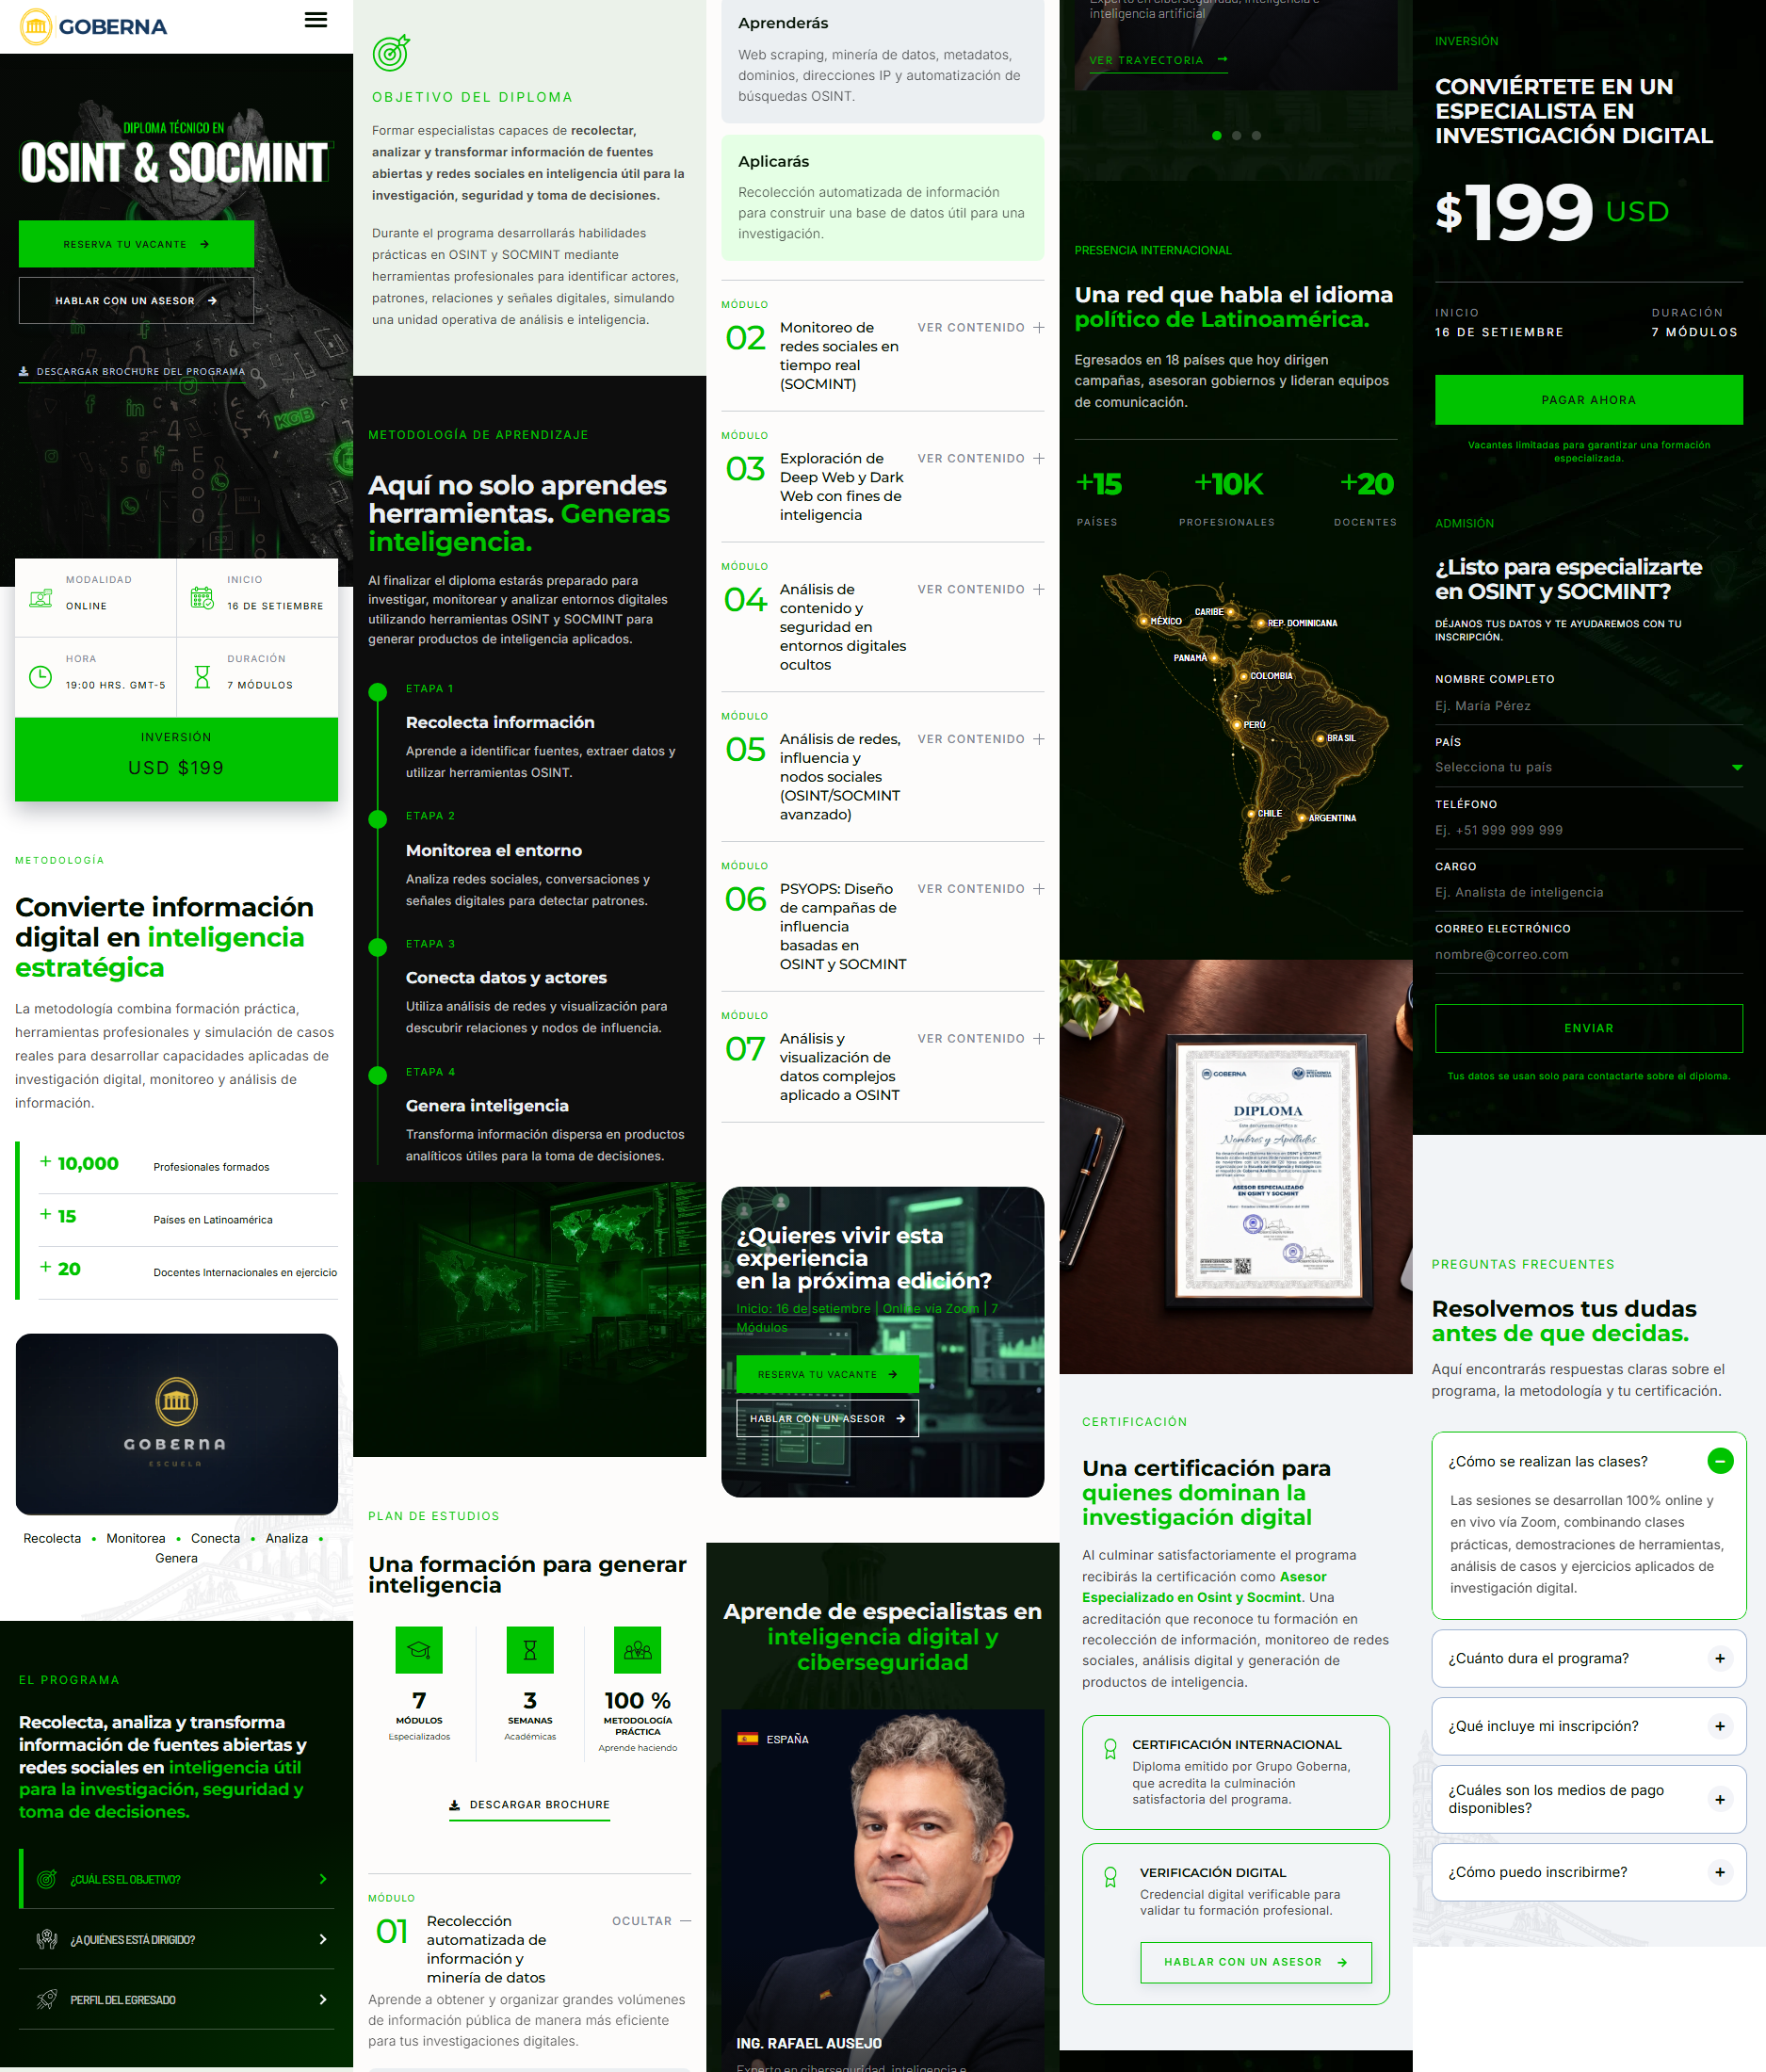 GOBERNA
DIPLOMA TÉCNICO EN
OSINT & SOCMINT
RESERVA TU VACANTE
HABLAR CON UN ASESOR
DESCARGAR BROCHURE DEL PROGRAMA
KGB
MODALIDAD
ONLINE
INICIO
16 DE SETIEMBRE
HORA
19:00 HRS. GMT-5
DURACIÓN
7 MÓDULOS
INVERSIÓN
USD $199
METODOLOGÍA
Convierte información
digital en inteligencia
estratégica
La metodología combina formación práctica,
herramientas profesionales y simulación de casos
reales para desarrollar capacidades aplicadas de
investigación digital, monitoreo y análisis de
información.
+ 10,000 Profesionales formados
+ 15 Países en Latinoamérica
+ 20 Docentes Internacionales en ejercicio
GOBERNA
ESCUELA
Recolecta • Monitorea • Conecta • Analiza •
Genera
EL PROGRAMA
Recolecta, analiza y transforma
información de fuentes abiertas y
redes sociales en inteligencia útil
para la investigación, seguridad y
toma de decisiones.
¿CUÁL ES EL OBJETIVO?
¿A QUIÉNES ESTÁ DIRIGIDO?
PERFIL DEL EGRESADO
OBJETIVO DEL DIPLOMA
Formar especialistas capaces de recolectar,
analizar y transformar información de fuentes
abiertas y redes sociales en inteligencia útil para la
investigación, seguridad y toma de decisiones.
Durante el programa desarrollarás habilidades
prácticas en OSINT y SOCMINT mediante
herramientas profesionales para identificar actores,
patrones, relaciones y señales digitales, simulando
una unidad operativa de análisis e inteligencia.
METODOLOGÍA DE APRENDIZAJE
Aquí no solo aprendes
herramientas. Generas
inteligencia.
Al finalizar el diploma estarás preparado para
investigar, monitorear y analizar entornos digitales
utilizando herramientas OSINT y SOCMINT para
generar productos de inteligencia aplicados.
ETAPA 1
Recolecta información
Aprende a identificar fuentes, extraer datos y
utilizar herramientas OSINT.
ETAPA 2
Monitorea el entorno
Analiza redes sociales, conversaciones y
señales digitales para detectar patrones.
ETAPA 3
Conecta datos y actores
Utiliza análisis de redes y visualización para
descubrir relaciones y nodos de influencia.
ETAPA 4
Genera inteligencia
Transforma información dispersa en productos
analíticos útiles para la toma de decisiones.
PLAN DE ESTUDIOS
Una formación para generar
inteligencia
7
MÓDULOS
Especializados
3
SEMANAS
Académicas
100 %
METODOLOGÍA
PRÁCTICA
Aprende haciendo
DESCARGAR BROCHURE
MÓDULO
01
Recolección
automatizada de
información y
minería de datos
OCULTAR
Aprende a obtener y organizar grandes volúmenes
de información pública de manera más eficiente
para tus investigaciones digitales.
Aprenderás
Web scraping, minería de datos, metadatos,
dominios, direcciones IP y automatización de
búsquedas OSINT.
Aplicarás
Recolección automatizada de información
para construir una base de datos útil para una
investigación.
MÓDULO
02
Monitoreo de
redes sociales en
tiempo real
(SOCMINT)
VER CONTENIDO
MÓDULO
03
Exploración de
Deep Web y Dark
Web con fines de
inteligencia
VER CONTENIDO
MÓDULO
04
Análisis de
contenido y
seguridad en
entornos digitales
ocultos
VER CONTENIDO
MÓDULO
05
Análisis de redes,
influencia y
nodos sociales
(OSINT/SOCMINT
avanzado)
VER CONTENIDO
MÓDULO
06
PSYOPS: Diseño
de campañas de
influencia
basadas en
OSINT y SOCMINT
VER CONTENIDO
MÓDULO
07
Análisis y
visualización de
datos complejos
aplicado a OSINT
VER CONTENIDO
¿Quieres vivir esta
experiencia
en la próxima edición?
Inicio: 16 de setiembre | Online vía Zoom | 7
Módulos
RESERVA TU VACANTE
HABLAR CON UN ASESOR
Aprende de especialistas en
inteligencia digital y
ciberseguridad
ESPAÑA
ING. RAFAEL AUSEJO
Experto en ciberseguridad, inteligencia e
inteligencia artificial
VER TRAYECTORIA
PRESENCIA INTERNACIONAL
Una red que habla el idioma
político de Latinoamérica.
Egresados en 18 países que hoy dirigen
campañas, asesoran gobiernos y lideran equipos
de comunicación.
+15
PAÍSES
+10K
PROFESIONALES
+20
DOCENTES
MÉXICO
CARIBE
REP. DOMINICANA
PANAMÁ
COLOMBIA
PERÚ
BRASIL
CHILE
ARGENTINA
GOBERNA
DIPLOMA
Este documento certifica a:
Nombres y Apellidos
ASESOR ESPECIALIZADO
EN OSINT Y SOCMINT
CERTIFICACIÓN
Una certificación para
quienes dominan la
investigación digital
Al culminar satisfactoriamente el programa
recibirás la certificación como Asesor
Especializado en Osint y Socmint. Una
acreditación que reconoce tu formación en
recolección de información, monitoreo de redes
sociales, análisis digital y generación de
productos de inteligencia.
CERTIFICACIÓN INTERNACIONAL
Diploma emitido por Grupo Goberna,
que acredita la culminación
satisfactoria del programa.
VERIFICACIÓN DIGITAL
Credencial digital verificable para
validar tu formación profesional.
HABLAR CON UN ASESOR
INVERSIÓN
CONVIÉRTETE EN UN
ESPECIALISTA EN
INVESTIGACIÓN DIGITAL
$199 USD
INICIO
16 DE SETIEMBRE
DURACIÓN
7 MÓDULOS
PAGAR AHORA
Vacantes limitadas para garantizar una formación
especializada.
ADMISIÓN
¿Listo para especializarte
en OSINT y SOCMINT?
DÉJANOS TUS DATOS Y TE AYUDAREMOS CON TU
INSCRIPCIÓN.
NOMBRE COMPLETO
Ej. María Pérez
PAÍS
Selecciona tu país
TELÉFONO
Ej. +51 999 999 999
CARGO
Ej. Analista de inteligencia
CORREO ELECTRÓNICO
nombre@correo.com
ENVIAR
Tus datos se usan solo para contactarte sobre el diploma.
PREGUNTAS FRECUENTES
Resolvemos tus dudas
antes de que decidas.
Aquí encontrarás respuestas claras sobre el
programa, la metodología y tu certificación.
¿Cómo se realizan las clases?
Las sesiones se desarrollan 100% online y
en vivo vía Zoom, combinando clases
prácticas, demostraciones de herramientas,
análisis de casos y ejercicios aplicados de
investigación digital.
¿Cuánto dura el programa?
¿Qué incluye mi inscripción?
¿Cuáles son los medios de pago
disponibles?
¿Cómo puedo inscribirme?